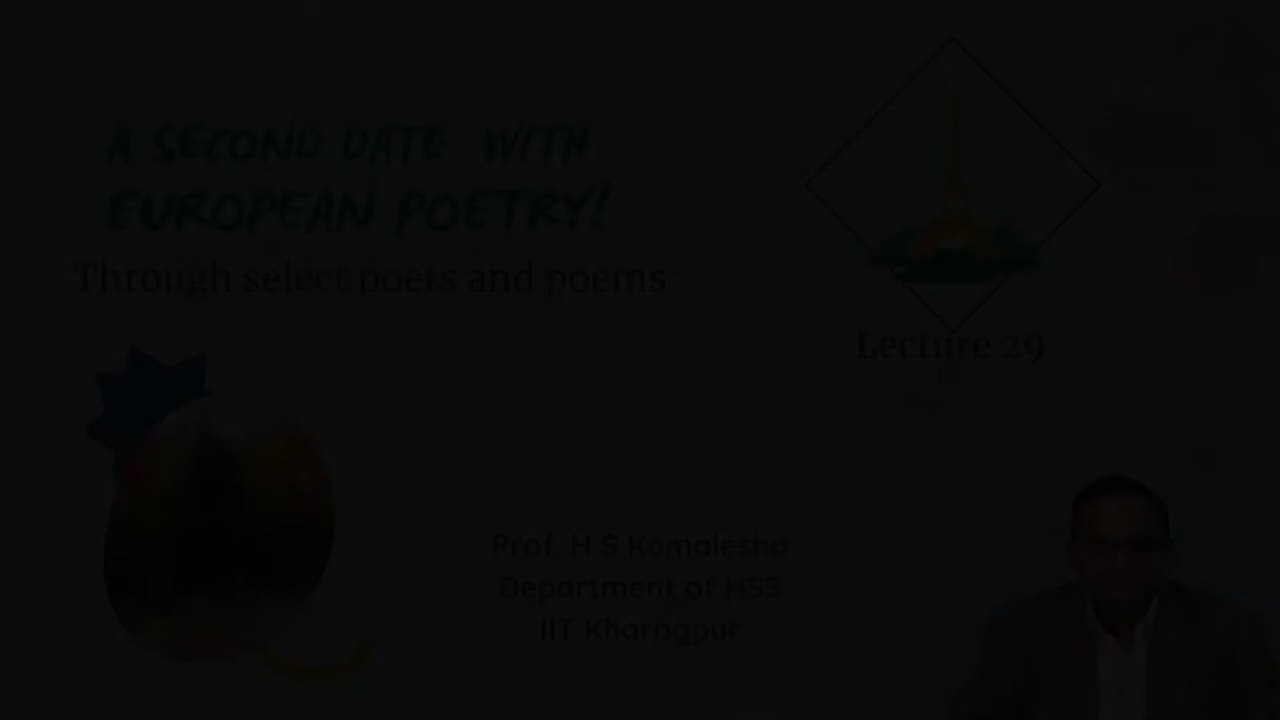 A SECOND DATE WITH
EUROPEAN POETRY!
Through select poets and poems
Lecture 29
Prof. H S Komalesha
Department of HSS
IIT Kharagpur